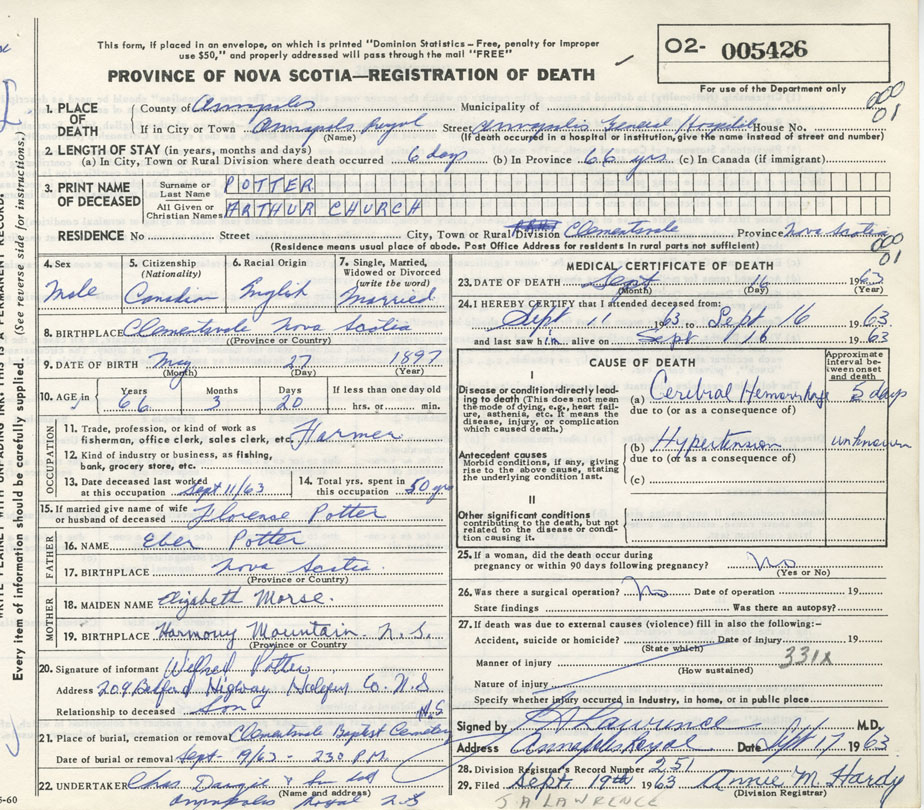 This form, if placed in an envelope, on which is printed "Dominion Statistics – Free, penalty for improper
use $50," and properly addressed will pass through the mail "FREE"
O2- 005426
PROVINCE OF NOVA SCOTIA—REGISTRATION OF DEATH
For use of the Department only
000
01
1. PLACE OF DEATH County of Annapolis Municipality of
If in City or Town Annapolis Royal Street Annapolis General Hospital House No.
(Name) (If death occurred in a hospital or institution, give the name instead of street and number)
2. LENGTH OF STAY (in years, months and days)
(a) In City, Town or Rural Division where death occurred 6 days (b) In Province 66 yrs (c) In Canada (if immigrant)
3. PRINT NAME OF DECEASED Surname or Last Name POTTER
All Given or Christian Names ARTHUR CHURCH
RESIDENCE No. Street City, Town or Rural Division Clementsvale Province Nova Scotia
(Residence means usual place of abode. Post Office Address for residents in rural parts not sufficient)
000
01
4. Sex Male
5. Citizenship (Nationality) Canadian
6. Racial Origin English
7. Single, Married, Widowed or Divorced (write the word) Married
8. BIRTHPLACE Clementsvale Nova Scotia
(Province or Country)
9. DATE OF BIRTH May 27 1897
(Month) (Day) (Year)
10. AGE in Years 66 Months 3 Days 20 If less than one day old hrs. or min.
OCCUPATION
11. Trade, profession, or kind of work as fisherman, office clerk, sales clerk, etc. Farmer
12. Kind of industry or business, as fishing, bank, grocery store, etc.
13. Date deceased last worked at this occupation Sept 11/63
14. Total yrs. spent in this occupation 50 yrs
15. If married give name of wife or husband of deceased Florense Potter
FATHER
16. NAME Eber Potter
17. BIRTHPLACE Nova Scotia
(Province or Country)
MOTHER
18. MAIDEN NAME Elizabeth Morse.
19. BIRTHPLACE Harmony Mountain. N.S.
(Province or Country)
20. Signature of informant Welfred Potter
Address 209 Bedford Higway Halifax Co. N.S
Relationship to deceased Son N.S
21. Place of burial, cremation or removal Clementsvale Baptist Cemetery
Date of burial or removal Sept. 19/63 - 2 30 P.M.
22. UNDERTAKER Chas Dargie & Son Ltd
(Name and address)
Annapolis Royal N.S
MEDICAL CERTIFICATE OF DEATH
23. DATE OF DEATH Sept 16 1963
(Month) (Day) (Year)
24. I HEREBY CERTIFY that I attended deceased from:
Sept 11 1963 to Sept 16 1963
and last saw him alive on Sept 16 1963
CAUSE OF DEATH
Approximate interval between onset and death
I
Disease or condition directly leading to death (This does not mean the mode of dying, e.g., heart failure, asthenia, etc. It means the disease, injury, or complication which caused death.)
(a) Cerebral Hemorrhage 5 days
due to (or as a consequence of)
Antecedent causes
Morbid conditions, if any, giving rise to the above cause, stating the underlying condition last.
(b) Hypertension unknown
due to (or as a consequence of)
(c)
II
Other significant conditions contributing to the death, but not related to the disease or condition causing it.
25. If a woman, did the death occur during pregnancy or within 90 days following pregnancy? No
(Yes or No)
26. Was there a surgical operation? No Date of operation 19
State findings Was there an autopsy?
27. If death was due to external causes (violence) fill in also the following:-
Accident, suicide or homicide? Date of injury 19
(State which)
Manner of injury 331X
(How sustained)
Nature of injury
Specify whether injury occurred in industry, in home, or in public place
Signed by Lawrence M.D.
Address Annapolis Royal Date Sept 17 1963
28. Division Registrar's Record Number 251
29. Filed Sept. 19th 1963 Annie M. Hardy
(Division Registrar)
J A LAWRENCE
Every item of information should be carefully supplied. (See reverse side for instructions.)
5-60